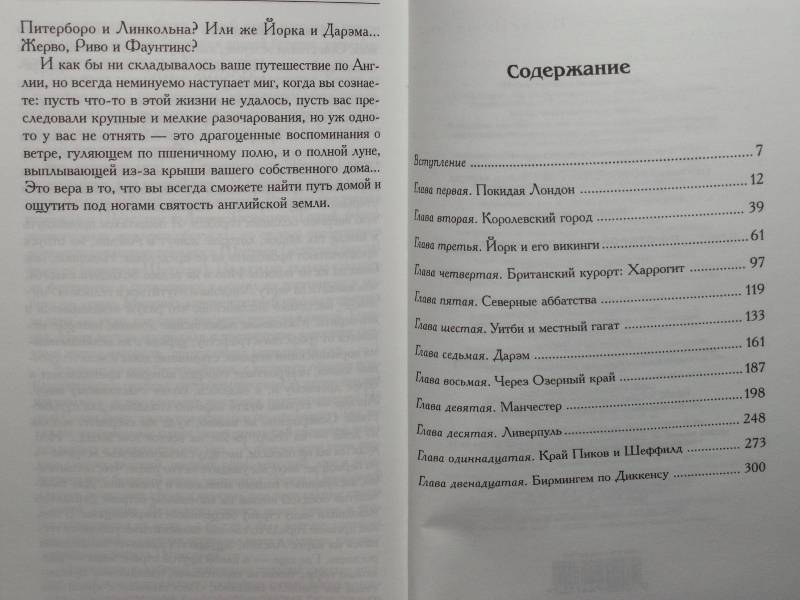 Питерборо и Линкольна? Или же Йорка и Дарэма...
Жерво, Риво и Фаунтинс?
И как бы ни складывалось ваше путешествие по Анг-
лии, но всегда неминуемо наступает миг, когда вы созна-
ете: пусть что-то в этой жизни не удалось, пусть вас пре-
следовали крупные и мелкие разочарования, но уж одно-
го у вас не отнять — это драгоценные воспоминания о
ветре, гуляющем по пшеничному полю, и о полной луне,
выплывающей из-за крыши вашего собственного дома...
Это вера в то, что вы всегда сможете найти путь домой и
ощутить под ногами святость английской земли.
Содержание
Вступление 7
Глава первая. Покидая Лондон 12
Глава вторая. Королевский город 39
Глава третья. Йорк и его викинги 61
Глава четвертая. Британский курорт: Харрогит 97
Глава пятая. Северные аббатства 119
Глава шестая. Уитби и местный гагат 133
Глава седьмая. Дарэм 161
Глава восьмая. Через Озерный край 187
Глава девятая. Манчестер 198
Глава десятая. Ливерпуль 248
Глава одиннадцатая. Край Пиков и Шеффилд 273
Глава двенадцатая. Бирмингем по Диккенсу 300